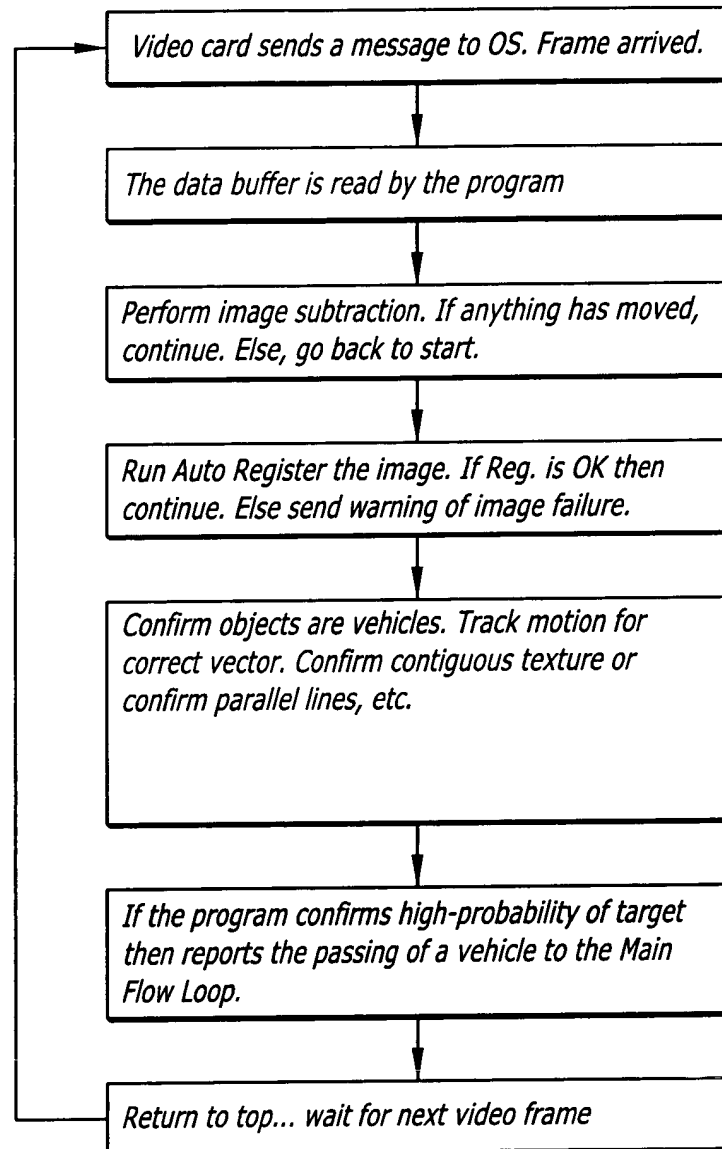 Video card sends a message to OS. Frame arrived.
The data buffer is read by the program
Perform image subtraction. If anything has moved,
continue. Else, go back to start.
Run Auto Register the image. If Reg. is OK then
continue. Else send warning of image failure.
Confirm objects are vehicles. Track motion for
correct vector. Confirm contiguous texture or
confirm parallel lines, etc.
If the program confirms high-probability of target
then reports the passing of a vehicle to the Main
Flow Loop.
Return to top... wait for next video frame